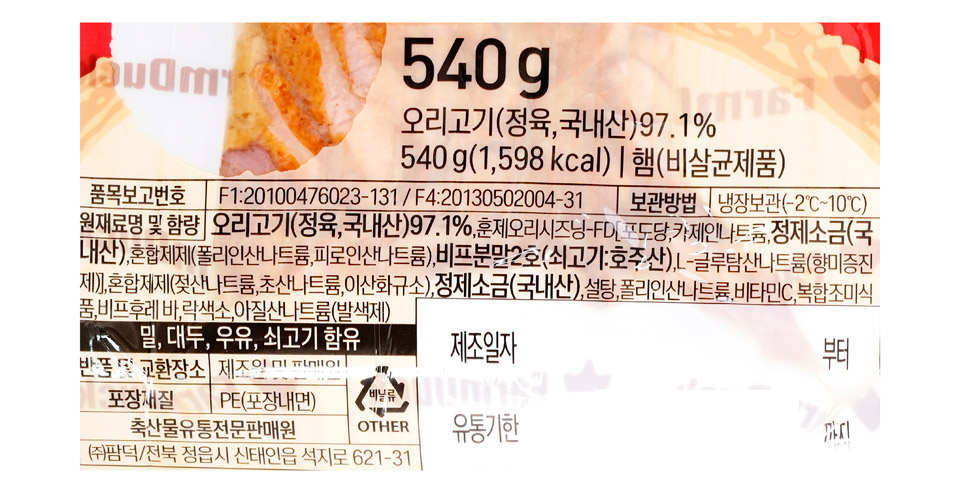 540g
오리고기(정육,국내산)97.1%
540g(1,598 kcal) | 햄(비살균제품)
품목보고번호 F1:20100476023-131 / F4:20130502004-31 보관방법 냉장보관(-2℃~10℃)
원재료명 및 함량 오리고기(정육,국내산)97.1%,훈제오리시즈닝-FD[포도당,카제인나트륨,정제소금(국
내산),혼합제제(폴리인산나트륨,피로인산나트륨),비프분말2호(쇠고기:호주산),L-글루탐산나트륨(향미증진
제)],혼합제제(젖산나트륨,초산나트륨,이산화규소),정제소금(국내산),설탕,폴리인산나트륨,비타민C,복합조미식
품,비프후레바,락색소,아질산나트륨(발색제)
밀, 대두, 우유, 쇠고기 함유
반품 및 교환장소 제조원 및 판매원
포장재질 PE(포장내면)
비닐류
OTHER
축산물유통전문판매원
㈜팜덕/전북 정읍시 신태인읍 석지로 621-31
제조일자 부터
유통기한 까지